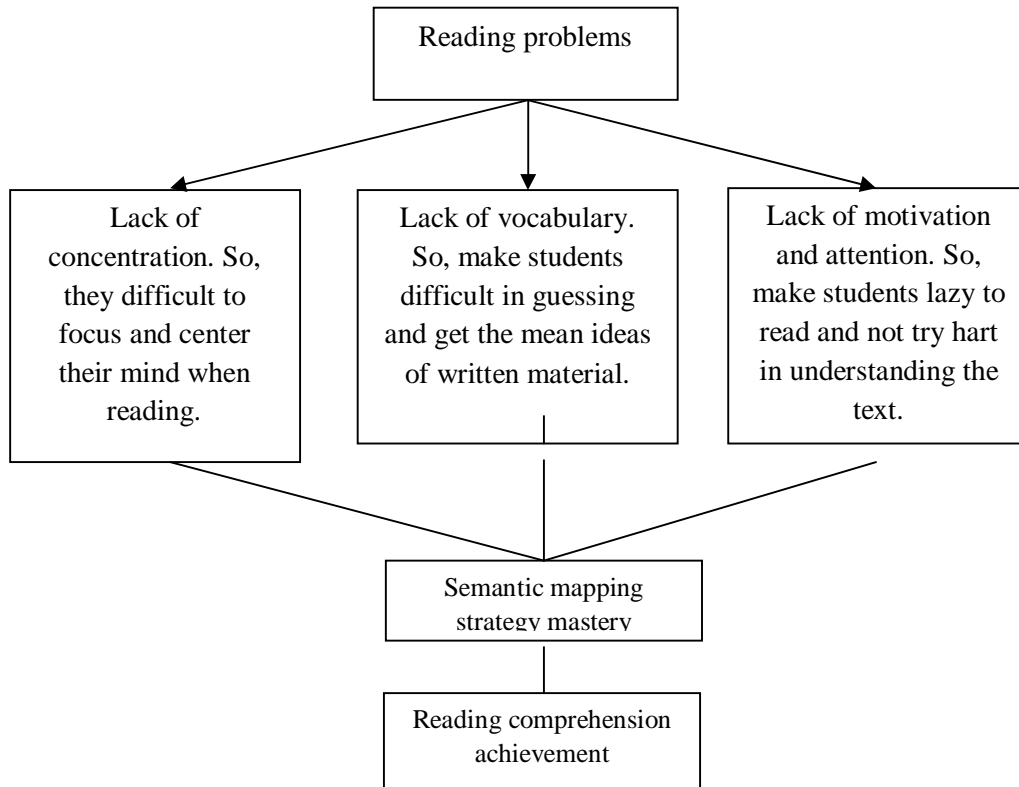 Reading problems
Lack of
concentration. So,
they difficult to
focus and center
their mind when
reading.
Lack of vocabulary.
So, make students
difficult in guessing
and get the mean ideas
of written material.
Lack of motivation
and attention. So,
make students lazy to
read and not try hart
in understanding the
text.
Semantic mapping
strategy mastery
Reading comprehension
achievement